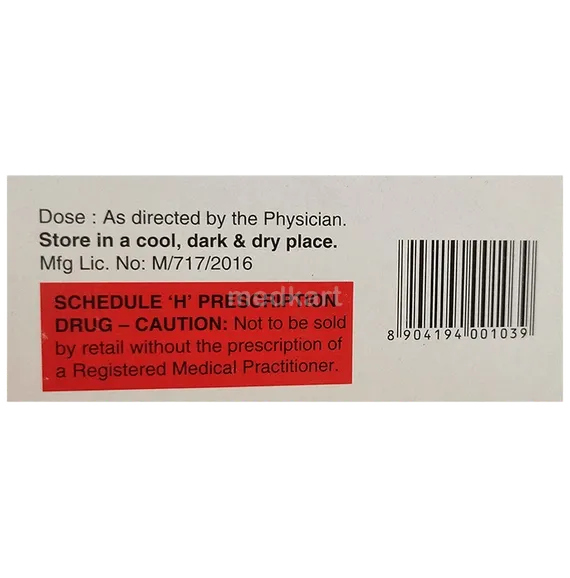 Dose : As directed by the Physician.
Store in a cool, dark & dry place.
Mfg Lic. No: M/717/2016
medkart
SCHEDULE 'H' PRESCRIPTION
DRUG – CAUTION: Not to be sold
by retail without the prescription of
a Registered Medical Practitioner.
8 904194 001039